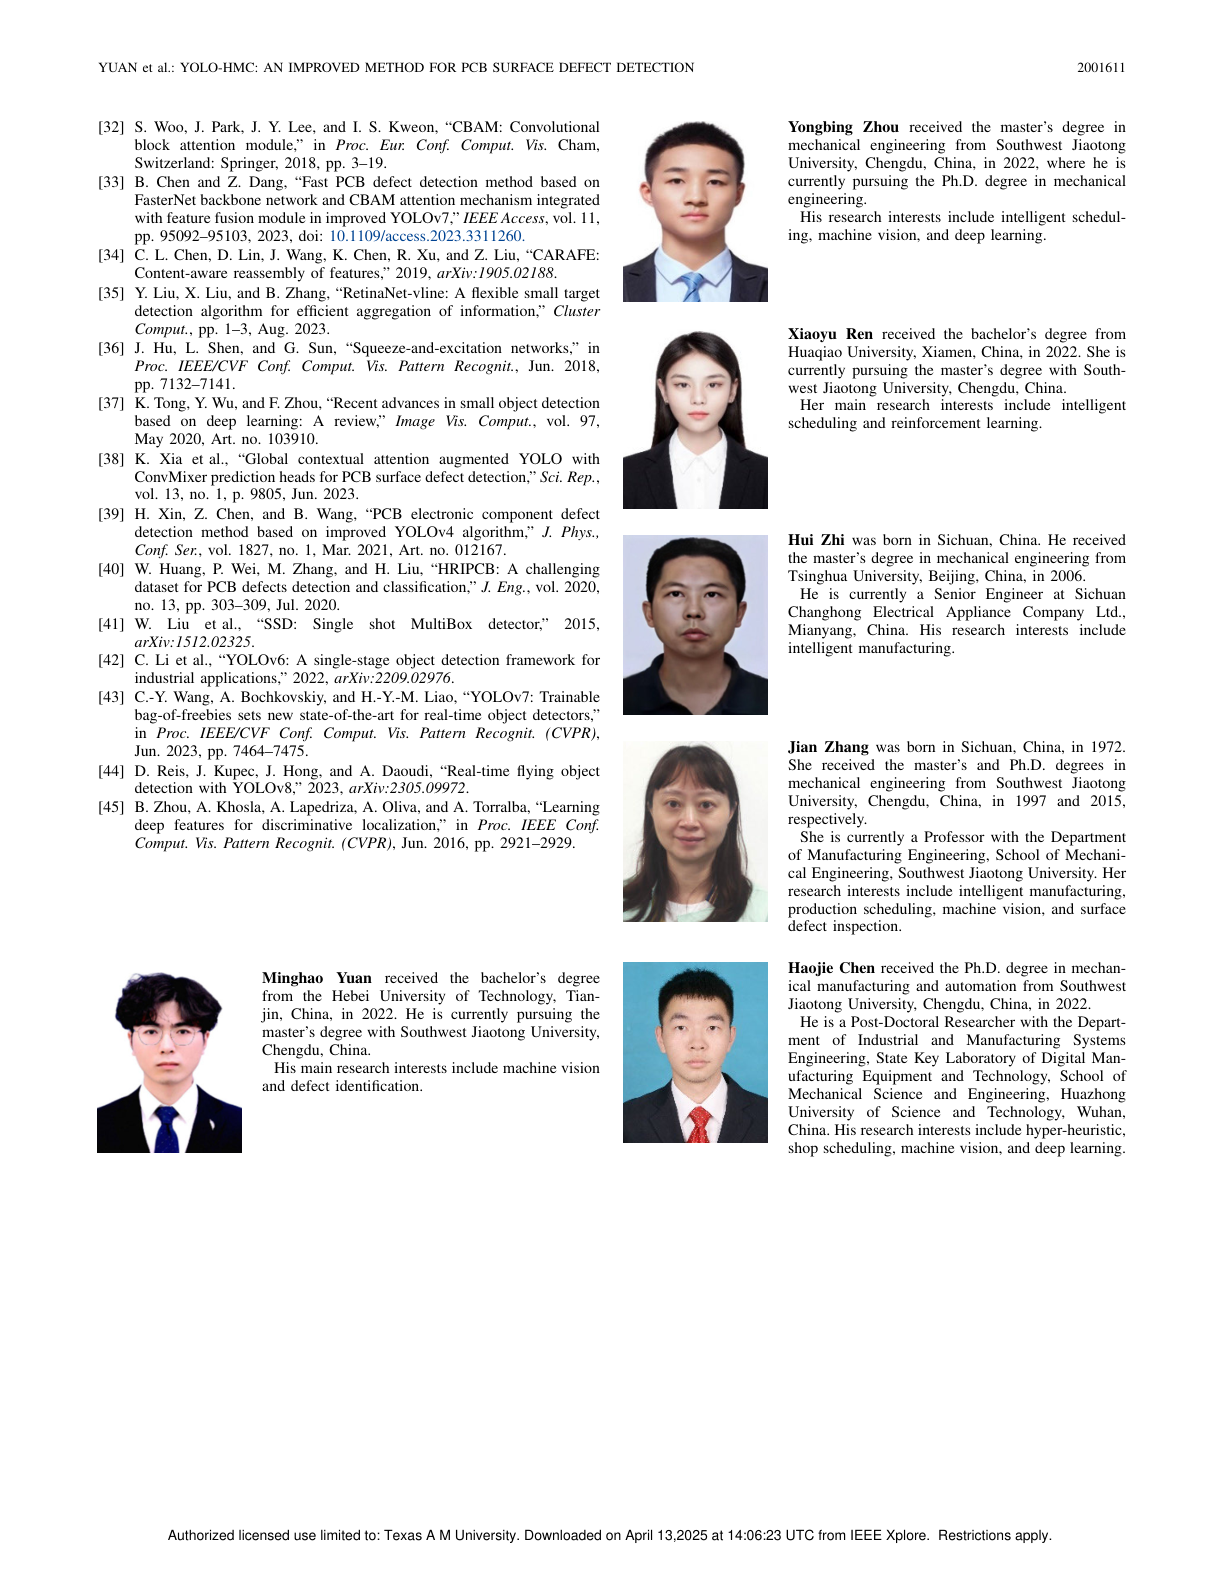 YUAN et al.: YOLO-HMC: AN IMPROVED METHOD FOR PCB SURFACE DEFECT DETECTION
2001611
[32] S. Woo, J. Park, J. Y. Lee, and I. S. Kweon, “CBAM: Convolutional
block attention module,” in Proc. Eur. Conf. Comput. Vis. Cham,
Switzerland: Springer, 2018, pp. 3–19.
[33] B. Chen and Z. Dang, “Fast PCB defect detection method based on
FasterNet backbone network and CBAM attention mechanism integrated
with feature fusion module in improved YOLOv7,” IEEE Access, vol. 11,
pp. 95092–95103, 2023, doi: 10.1109/access.2023.3311260.
[34] C. L. Chen, D. Lin, J. Wang, K. Chen, R. Xu, and Z. Liu, “CARAFE:
Content-aware reassembly of features,” 2019, arXiv:1905.02188.
[35] Y. Liu, X. Liu, and B. Zhang, “RetinaNet-vline: A flexible small target
detection algorithm for efficient aggregation of information,” Cluster
Comput., pp. 1–3, Aug. 2023.
[36] J. Hu, L. Shen, and G. Sun, “Squeeze-and-excitation networks,” in
Proc. IEEE/CVF Conf. Comput. Vis. Pattern Recognit., Jun. 2018,
pp. 7132–7141.
[37] K. Tong, Y. Wu, and F. Zhou, “Recent advances in small object detection
based on deep learning: A review,” Image Vis. Comput., vol. 97,
May 2020, Art. no. 103910.
[38] K. Xia et al., “Global contextual attention augmented YOLO with
ConvMixer prediction heads for PCB surface defect detection,” Sci. Rep.,
vol. 13, no. 1, p. 9805, Jun. 2023.
[39] H. Xin, Z. Chen, and B. Wang, “PCB electronic component defect
detection method based on improved YOLOv4 algorithm,” J. Phys.,
Conf. Ser., vol. 1827, no. 1, Mar. 2021, Art. no. 012167.
[40] W. Huang, P. Wei, M. Zhang, and H. Liu, “HRIPCB: A challenging
dataset for PCB defects detection and classification,” J. Eng., vol. 2020,
no. 13, pp. 303–309, Jul. 2020.
[41] W. Liu et al., “SSD: Single shot MultiBox detector,” 2015,
arXiv:1512.02325.
[42] C. Li et al., “YOLOv6: A single-stage object detection framework for
industrial applications,” 2022, arXiv:2209.02976.
[43] C.-Y. Wang, A. Bochkovskiy, and H.-Y.-M. Liao, “YOLOv7: Trainable
bag-of-freebies sets new state-of-the-art for real-time object detectors,”
in Proc. IEEE/CVF Conf. Comput. Vis. Pattern Recognit. (CVPR),
Jun. 2023, pp. 7464–7475.
[44] D. Reis, J. Kupec, J. Hong, and A. Daoudi, “Real-time flying object
detection with YOLOv8,” 2023, arXiv:2305.09972.
[45] B. Zhou, A. Khosla, A. Lapedriza, A. Oliva, and A. Torralba, “Learning
deep features for discriminative localization,” in Proc. IEEE Conf.
Comput. Vis. Pattern Recognit. (CVPR), Jun. 2016, pp. 2921–2929.
Minghao Yuan received the bachelor’s degree
from the Hebei University of Technology, Tian-
jin, China, in 2022. He is currently pursuing the
master’s degree with Southwest Jiaotong University,
Chengdu, China.
His main research interests include machine vision
and defect identification.
Yongbing Zhou received the master’s degree in
mechanical engineering from Southwest Jiaotong
University, Chengdu, China, in 2022, where he is
currently pursuing the Ph.D. degree in mechanical
engineering.
His research interests include intelligent schedul-
ing, machine vision, and deep learning.
Xiaoyu Ren received the bachelor’s degree from
Huaqiao University, Xiamen, China, in 2022. She is
currently pursuing the master’s degree with South-
west Jiaotong University, Chengdu, China.
Her main research interests include intelligent
scheduling and reinforcement learning.
Hui Zhi was born in Sichuan, China. He received
the master’s degree in mechanical engineering from
Tsinghua University, Beijing, China, in 2006.
He is currently a Senior Engineer at Sichuan
Changhong Electrical Appliance Company Ltd.,
Mianyang, China. His research interests include
intelligent manufacturing.
Jian Zhang was born in Sichuan, China, in 1972.
She received the master’s and Ph.D. degrees in
mechanical engineering from Southwest Jiaotong
University, Chengdu, China, in 1997 and 2015,
respectively.
She is currently a Professor with the Department
of Manufacturing Engineering, School of Mechani-
cal Engineering, Southwest Jiaotong University. Her
research interests include intelligent manufacturing,
production scheduling, machine vision, and surface
defect inspection.
Haojie Chen received the Ph.D. degree in mechan-
ical manufacturing and automation from Southwest
Jiaotong University, Chengdu, China, in 2022.
He is a Post-Doctoral Researcher with the Depart-
ment of Industrial and Manufacturing Systems
Engineering, State Key Laboratory of Digital Man-
ufacturing Equipment and Technology, School of
Mechanical Science and Engineering, Huazhong
University of Science and Technology, Wuhan,
China. His research interests include hyper-heuristic,
shop scheduling, machine vision, and deep learning.
Authorized licensed use limited to: Texas A M University. Downloaded on April 13,2025 at 14:06:23 UTC from IEEE Xplore. Restrictions apply.